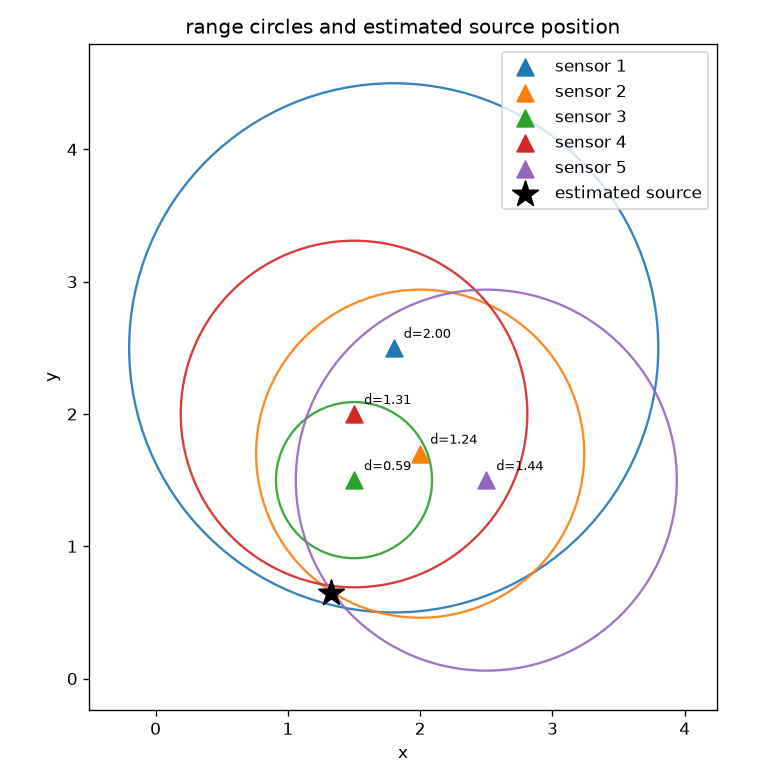 range circles and estimated source position
sensor 1
sensor 2
sensor 3
sensor 4
sensor 5
estimated source
d=2.00
d=1.31
d=1.24
d=0.59
d=1.44
4
3
2
1
0
y
0
1
2
3
4
x